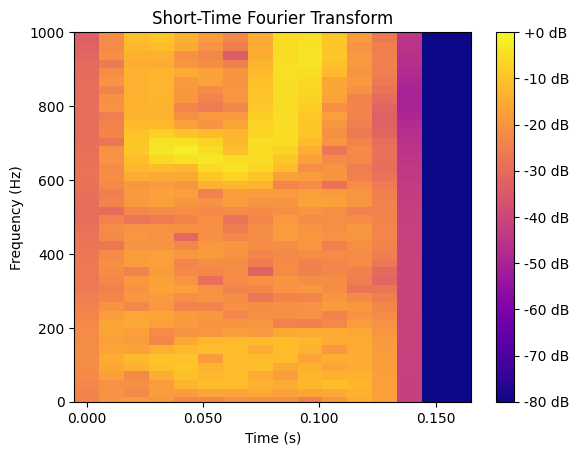 Short-Time Fourier Transform
1000
800
600
400
200
0
Frequency (Hz)
0.000
0.050
0.100
0.150
Time (s)
+0 dB
-10 dB
-20 dB
-30 dB
-40 dB
-50 dB
-60 dB
-70 dB
-80 dB